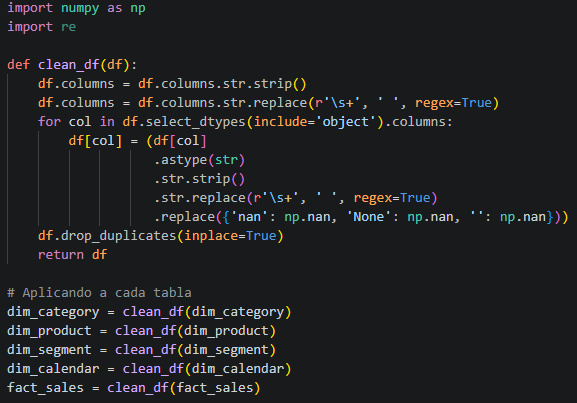 import numpy as np
import re

def clean_df(df):
    df.columns = df.columns.str.strip()
    df.columns = df.columns.str.replace(r'\s+', ' ', regex=True)
    for col in df.select_dtypes(include='object').columns:
        df[col] = (df[col]
                   .astype(str)
                   .str.strip()
                   .str.replace(r'\s+', ' ', regex=True)
                   .replace({'nan': np.nan, 'None': np.nan, '': np.nan}))
    df.drop_duplicates(inplace=True)
    return df

# Aplicando a cada tabla
dim_category = clean_df(dim_category)
dim_product = clean_df(dim_product)
dim_segment = clean_df(dim_segment)
dim_calendar = clean_df(dim_calendar)
fact_sales = clean_df(fact_sales)